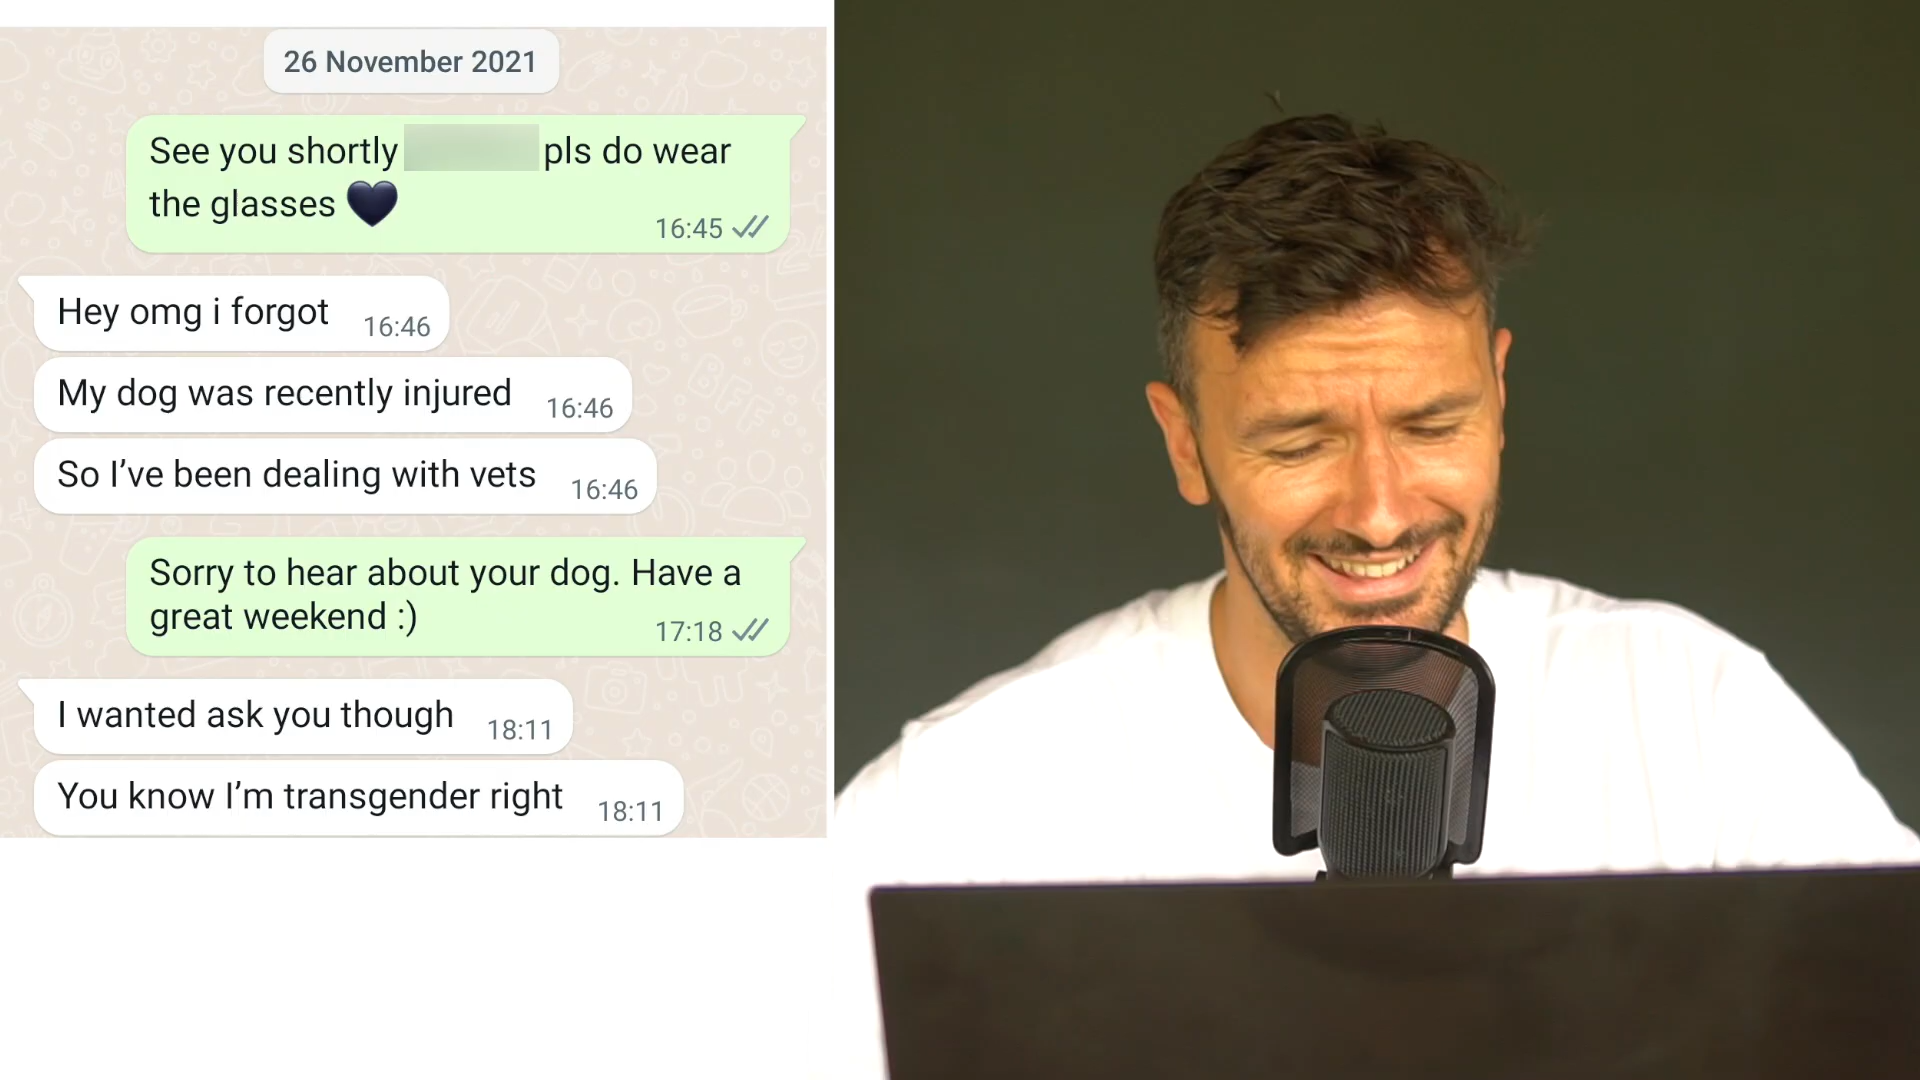 26 November 2021
See you shortly pls do wear
the glasses 🖤
16:45
Hey omg i forgot 16:46
My dog was recently injured 16:46
So I've been dealing with vets 16:46
Sorry to hear about your dog. Have a
great weekend :)
17:18
I wanted ask you though 18:11
You know I'm transgender right 18:11